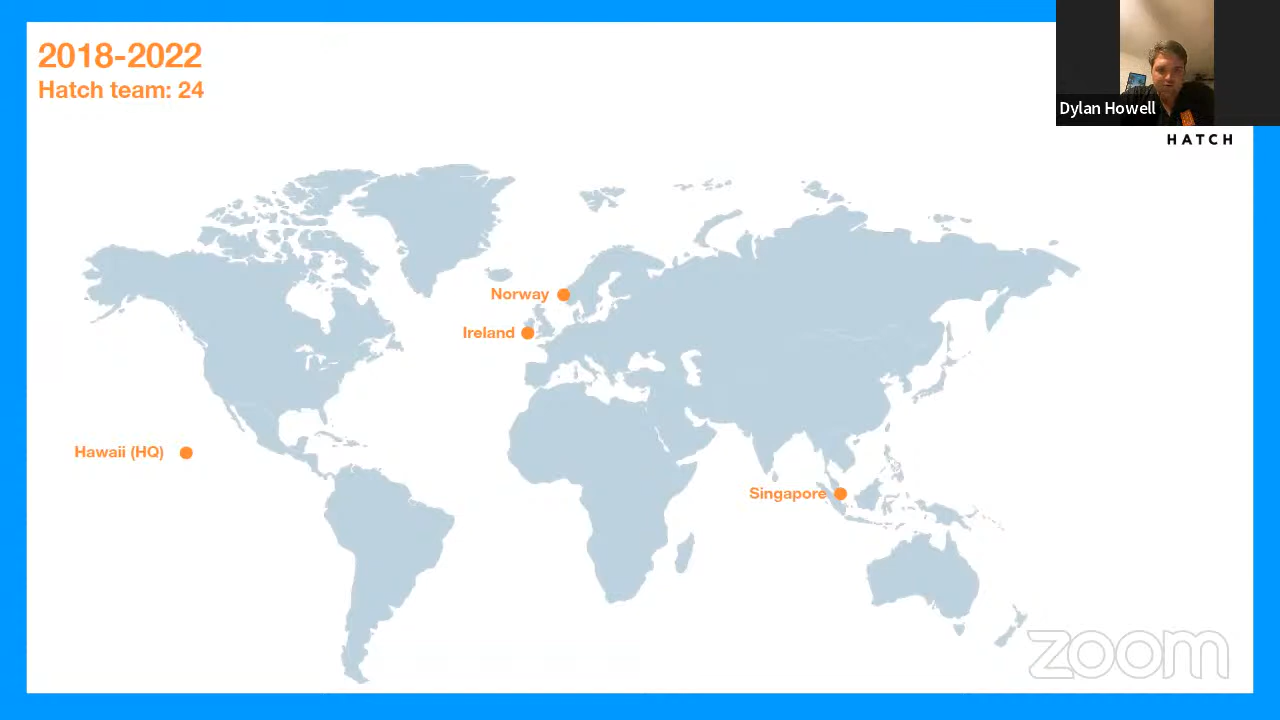 2018-2022
Hatch team: 24
Dylan Howell
HATCH
Norway
Ireland
Hawaii (HQ)
Singapore
zoom